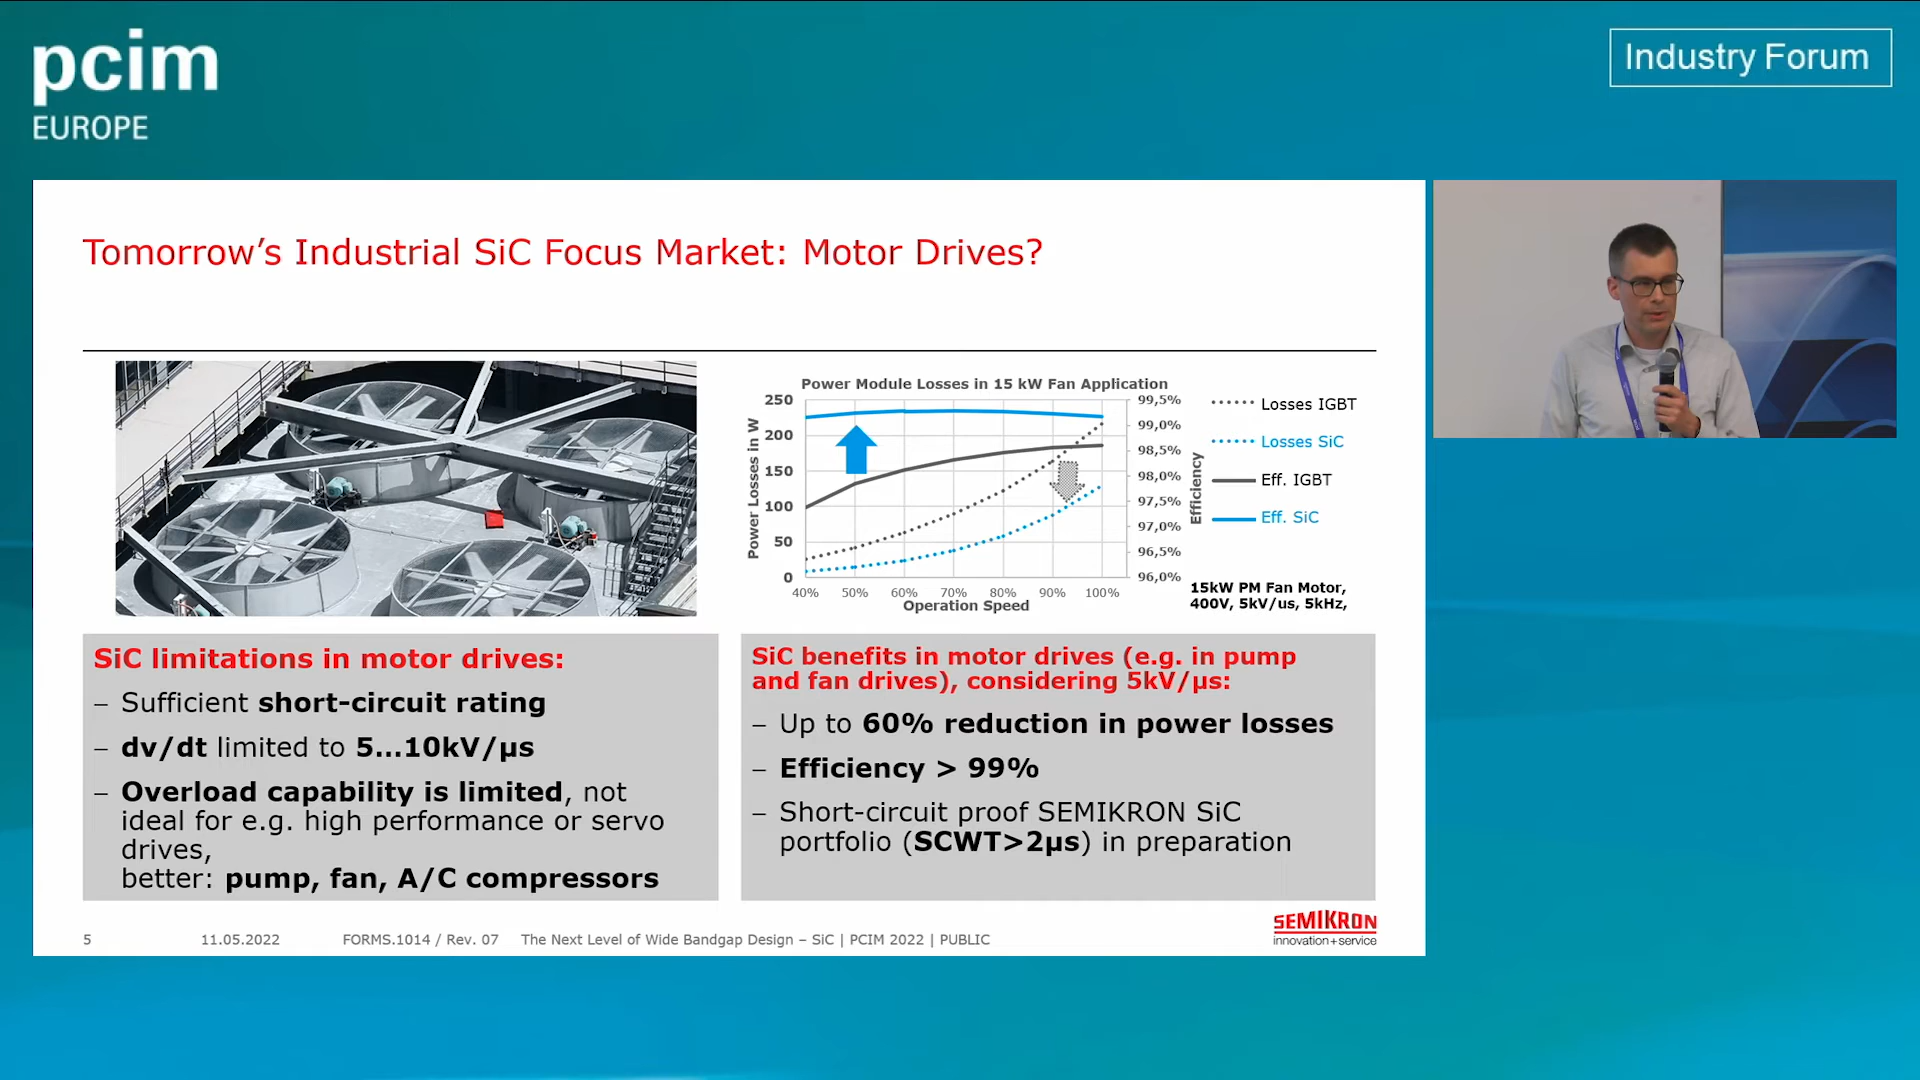 pcim
EUROPE
Industry Forum
Tomorrow’s Industrial SiC Focus Market: Motor Drives?
Power Module Losses in 15 kW Fan Application
Power Losses in W
250
200
150
100
50
0
40% 50% 60% 70% 80% 90% 100%
Operation Speed
99,5%
99,0%
98,5%
98,0%
97,5%
97,0%
96,5%
96,0%
Efficiency
Losses IGBT
Losses SiC
Eff. IGBT
Eff. SiC
15kW PM Fan Motor,
400V, 5kV/us, 5kHz,
SiC limitations in motor drives:
– Sufficient short-circuit rating
– dv/dt limited to 5...10kV/µs
– Overload capability is limited, not
ideal for e.g. high performance or servo
drives,
better: pump, fan, A/C compressors
SiC benefits in motor drives (e.g. in pump
and fan drives), considering 5kV/µs:
– Up to 60% reduction in power losses
– Efficiency > 99%
– Short-circuit proof SEMIKRON SiC
portfolio (SCWT>2µs) in preparation
5 11.05.2022 FORMS.1014 / Rev. 07 The Next Level of Wide Bandgap Design – SiC | PCIM 2022 | PUBLIC
SEMIKRON
innovation+service